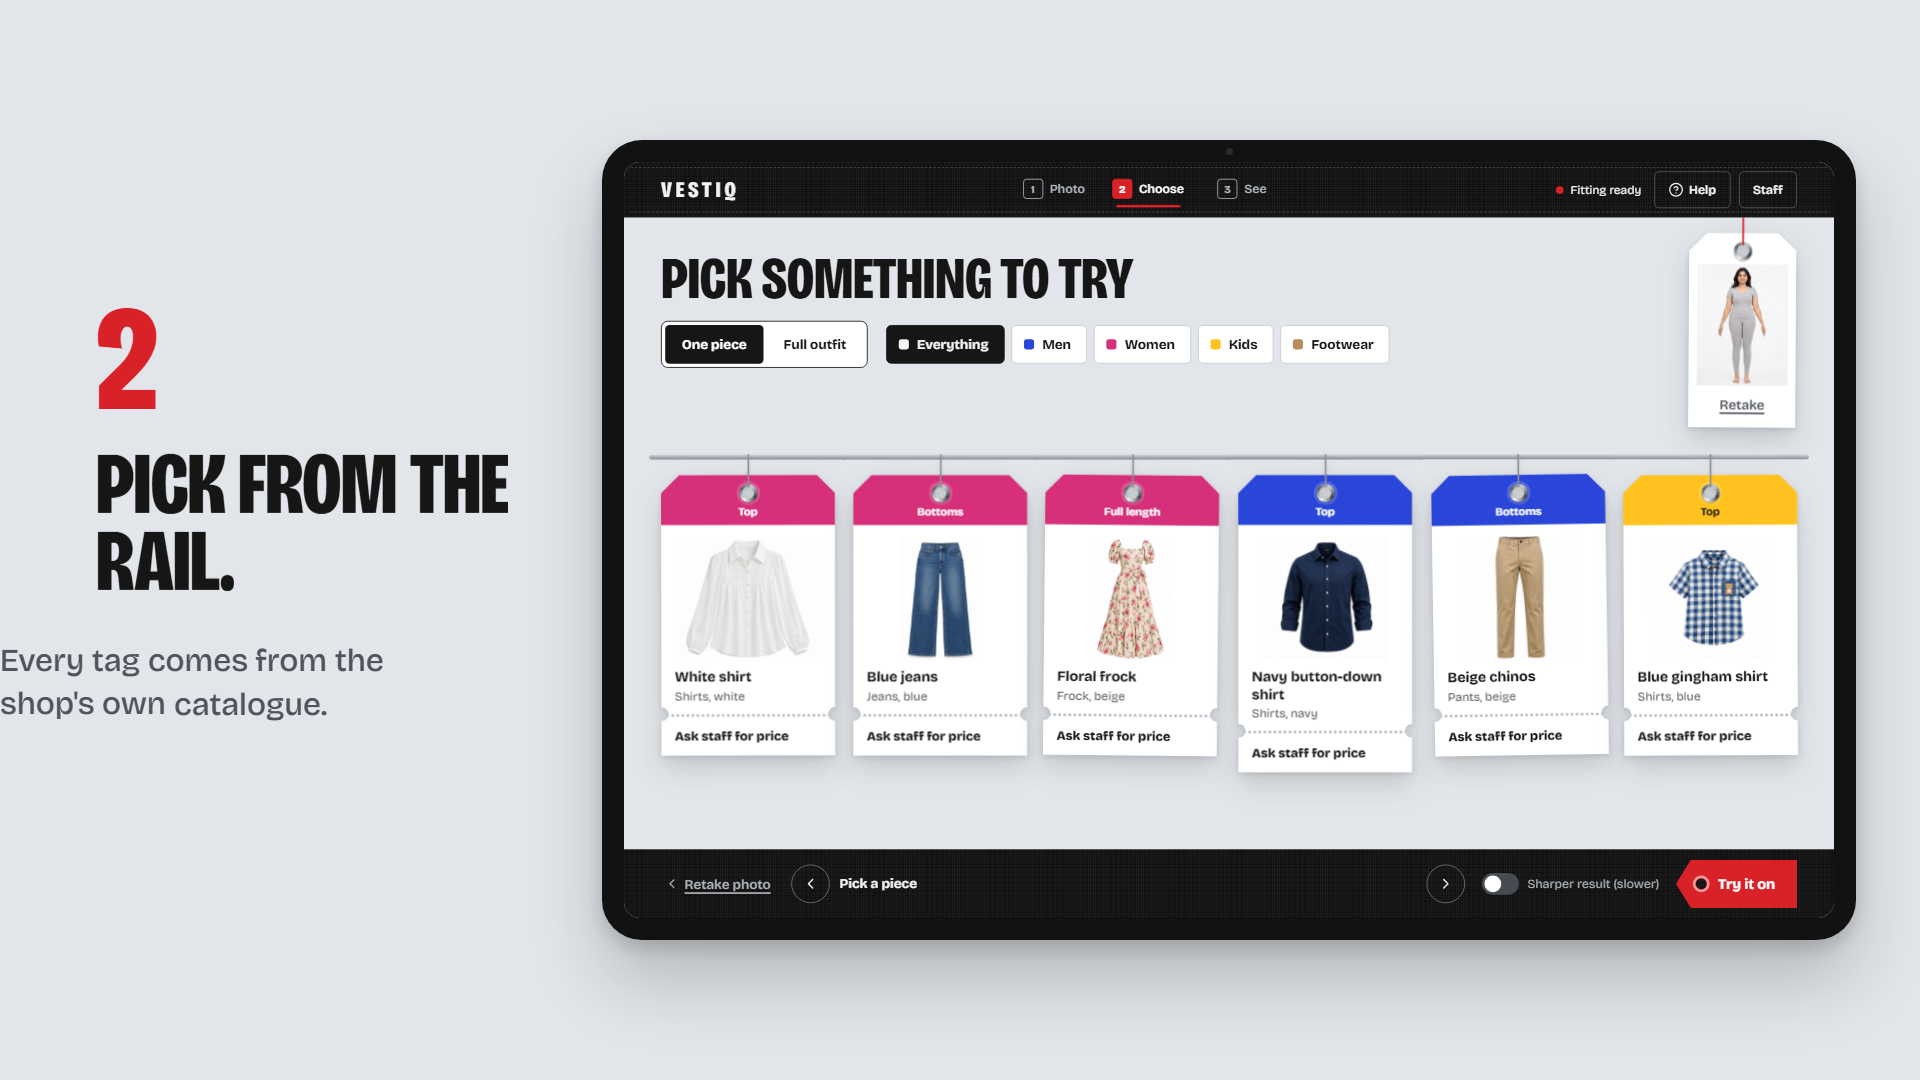 2
PICK FROM THE
RAIL.
Every tag comes from the
shop's own catalogue.
VESTIQ
1 Photo
2 Choose
3 See
Fitting ready
Help
Staff
PICK SOMETHING TO TRY
One piece
Full outfit
Everything
Men
Women
Kids
Footwear
Retake
Top
White shirt
Shirts, white
Ask staff for price
Bottoms
Blue jeans
Jeans, blue
Ask staff for price
Full length
Floral frock
Frock, beige
Ask staff for price
Top
Navy button-down
shirt
Shirts, navy
Ask staff for price
Bottoms
Beige chinos
Pants, beige
Ask staff for price
Top
Blue gingham shirt
Shirts, blue
Ask staff for price
Retake photo
Pick a piece
Sharper result (slower)
Try it on